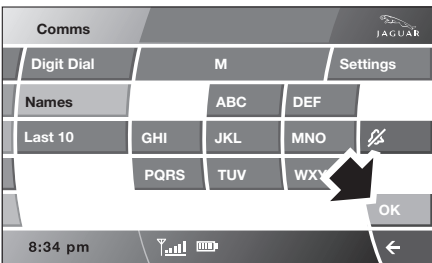 Comms JAGUAR
Digit Dial M Settings
Names ABC DEF
Last 10 GHI JKL MNO
PQRS TUV WXY
OK
8:34 pm